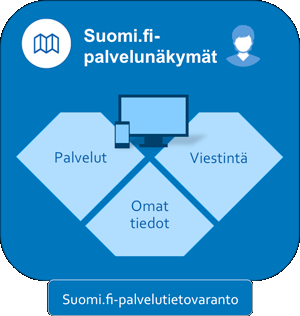 Suomi.fi-
palvelunäkymät
Palvelut
Viestintä
Omat
tiedot
Suomi.fi-palvelutietovaranto